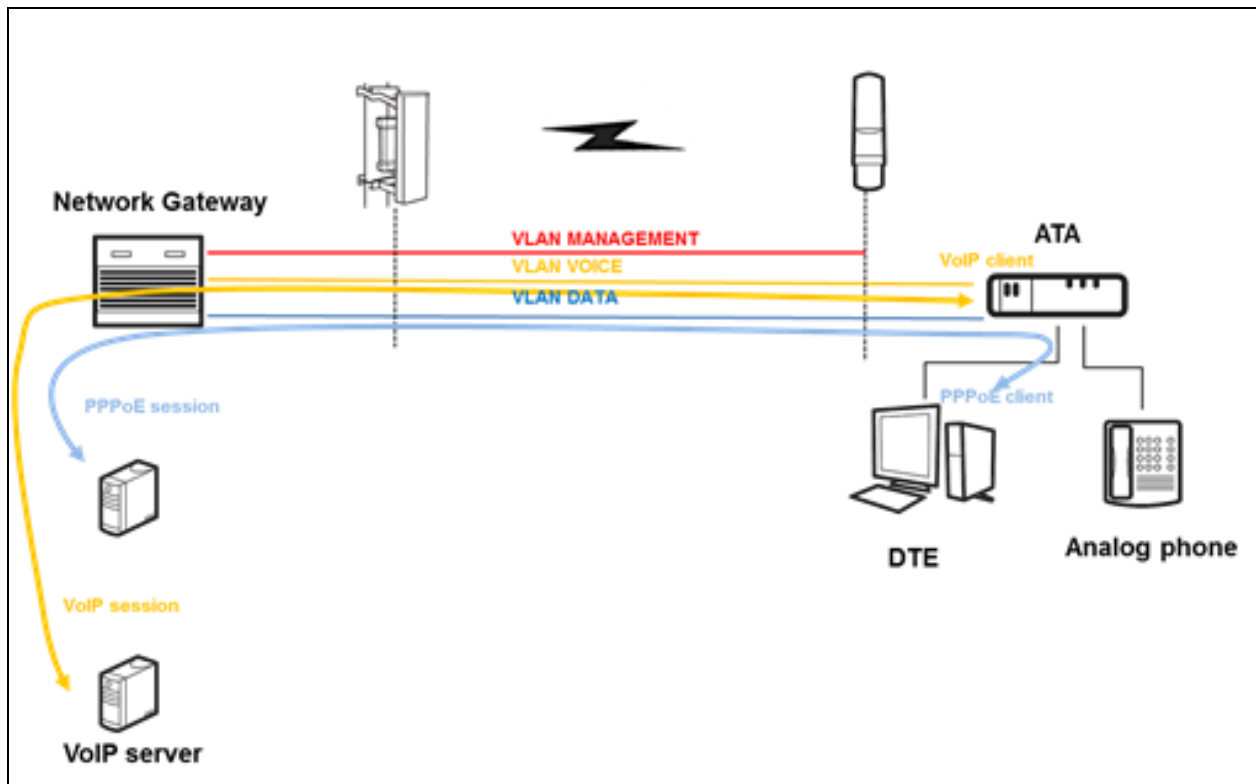 Network Gateway
VLAN MANAGEMENT
ATA
VLAN VOICE
VoIP client
VLAN DATA
PPPoE session
PPPoE client
DTE
Analog phone
VoIP session
VoIP server